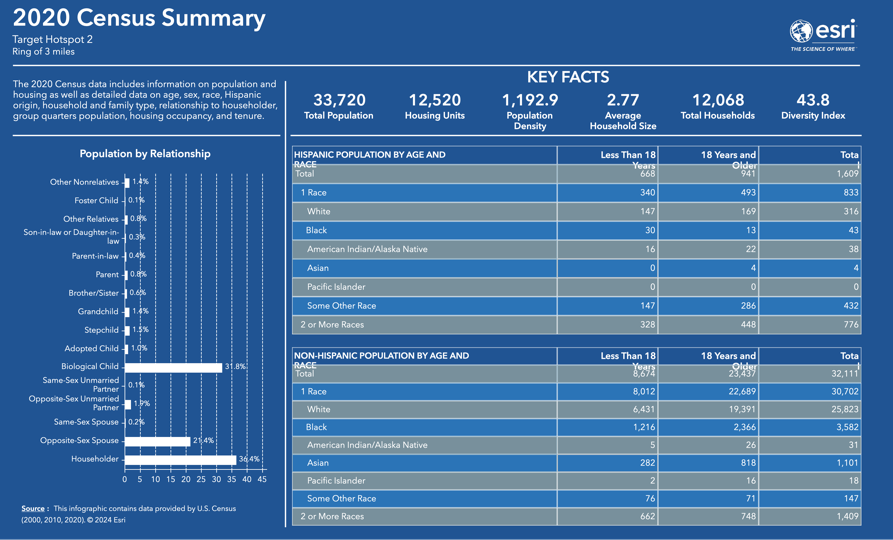 2020 Census Summary
Target Hotspot 2
Ring of 3 miles
esri
THE SCIENCE OF WHERE
The 2020 Census data includes information on population and
housing as well as detailed data on age, sex, race, Hispanic
origin, household and family type, relationship to householder,
group quarters population, housing occupancy, and tenure.
KEY FACTS
33,720 12,520 1,192.9 2.77 12,068 43.8
Total Population Housing Units Population Density Average Household Size Total Households Diversity Index
Population by Relationship
Other Nonrelatives 1.4%
Foster Child 0.1%
Other Relatives 0.8%
Son-in-law or Daughter-in-
law 0.3%
Parent-in-law 0.4%
Parent 0.8%
Brother/Sister 0.6%
Grandchild 1.4%
Stepchild 1.5%
Adopted Child 1.0%
Biological Child 31.8%
Same-Sex Unmarried
Partner 0.1%
Opposite-Sex Unmarried
Partner 1.9%
Same-Sex Spouse 0.2%
Opposite-Sex Spouse 21.4%
Householder 36.4%
0 5 10 15 20 25 30 35 40 45
Source : This infographic contains data provided by U.S. Census
(2000, 2010, 2020). © 2024 Esri
HISPANIC POPULATION BY AGE AND RACE Less Than 18 Years 18 Years and Older Total
Total 668 941 1,609
1 Race 340 493 833
White 147 169 316
Black 30 13 43
American Indian/Alaska Native 16 22 38
Asian 0 4 4
Pacific Islander 0 0 0
Some Other Race 147 286 432
2 or More Races 328 448 776
NON-HISPANIC POPULATION BY AGE AND RACE Less Than 18 Years 18 Years and Older Total
Total 8,674 23,437 32,111
1 Race 8,012 22,689 30,702
White 6,431 19,391 25,823
Black 1,216 2,366 3,582
American Indian/Alaska Native 5 26 31
Asian 282 818 1,101
Pacific Islander 2 16 18
Some Other Race 76 71 147
2 or More Races 662 748 1,409